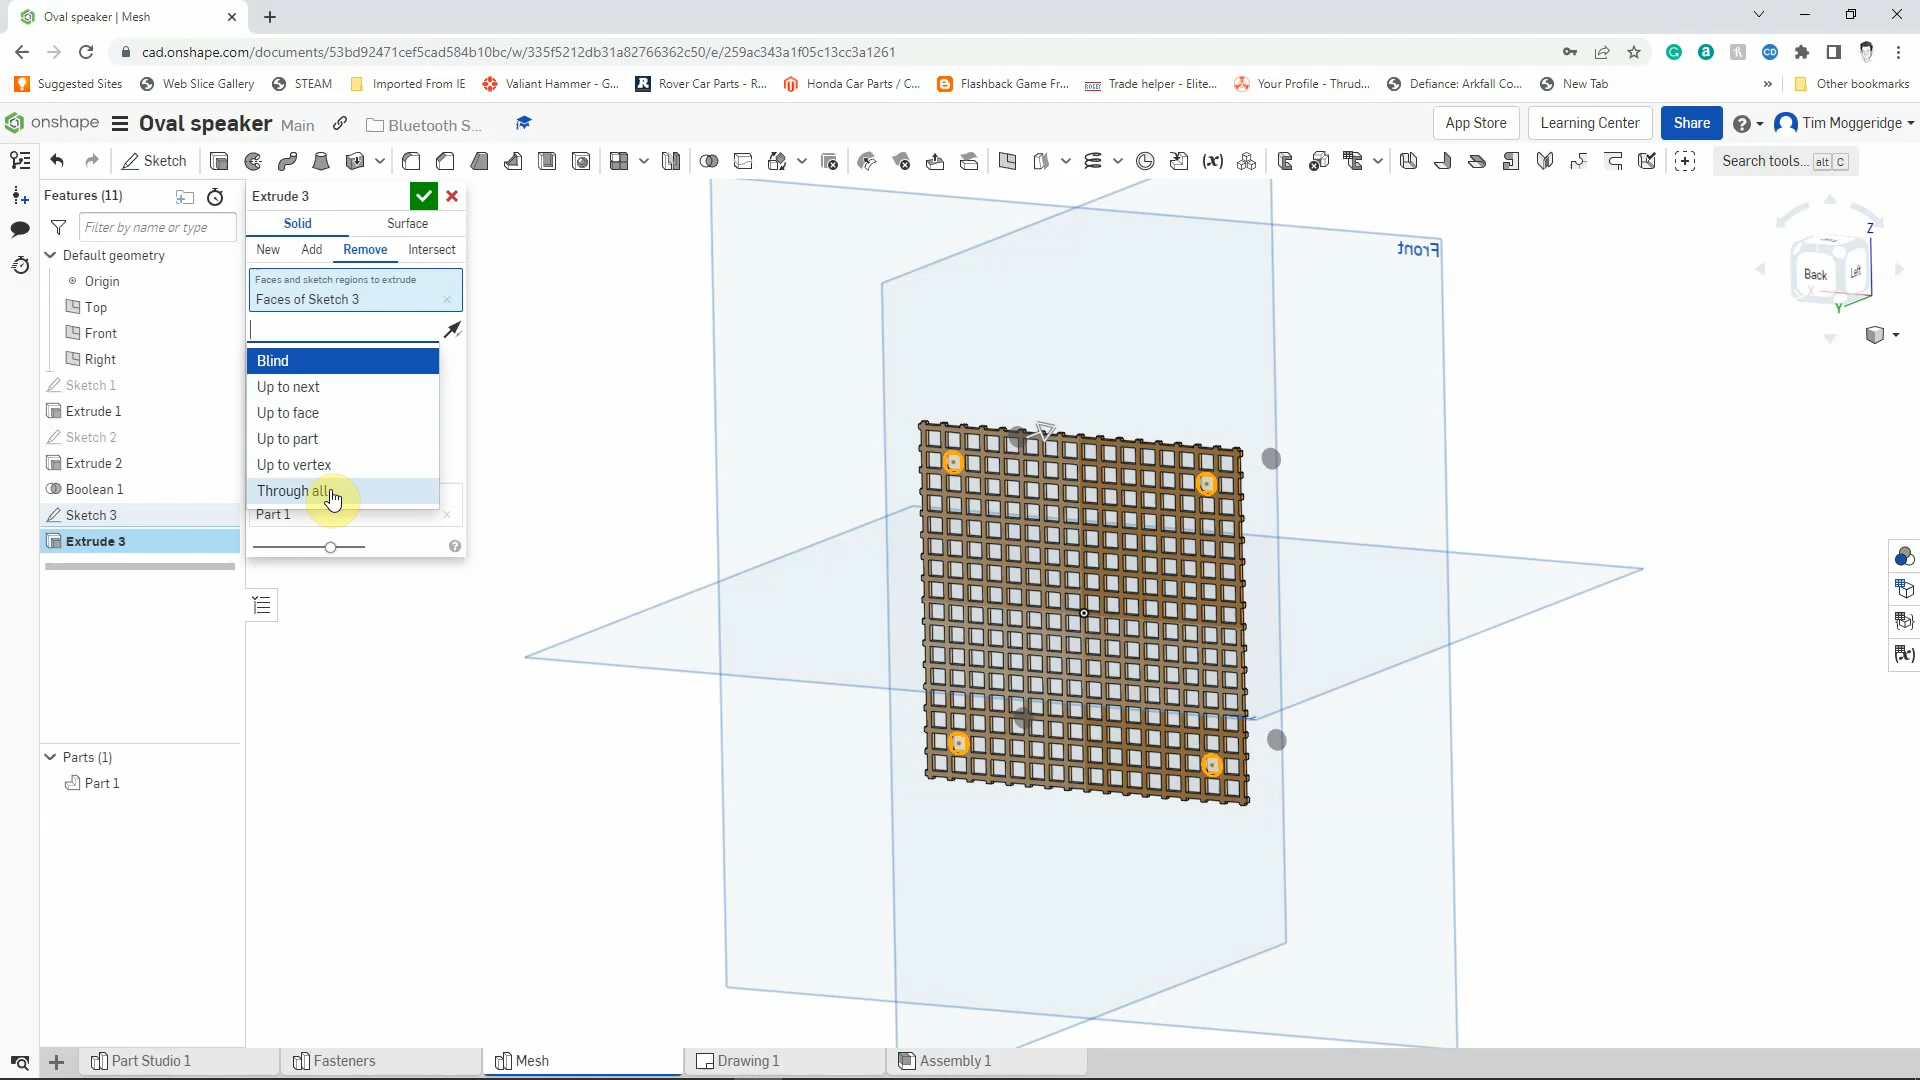 Oval speaker | Mesh
cad.onshape.com/documents/53bd92471cef5cad584b10bc/w/335f5212db31a82766362c50/e/259ac343a1f05c13cc3a1261
Suggested Sites
Web Slice Gallery
STEAM
Imported From IE
Valiant Hammer - G...
Rover Car Parts - R...
Honda Car Parts / C...
Flashback Game Fr...
Trade helper - Elite...
Your Profile - Thrud...
Defiance: Arkfall Co...
New Tab
»
Other bookmarks
onshape
Oval speaker Main
Bluetooth S...
App Store
Learning Center
Share
Tim Moggeridge
Sketch
Search tools... alt C
Features (11)
Filter by name or type
Default geometry
Origin
Top
Front
Right
Sketch 1
Extrude 1
Sketch 2
Extrude 2
Boolean 1
Sketch 3
Extrude 3
Parts (1)
Part 1
Extrude 3
Solid
Surface
New
Add
Remove
Intersect
Faces and sketch regions to extrude
Faces of Sketch 3
Blind
Up to next
Up to face
Up to part
Up to vertex
Through all
Part 1
Front
Z
Back
Left
X
Y
Part Studio 1
Fasteners
Mesh
Drawing 1
Assembly 1